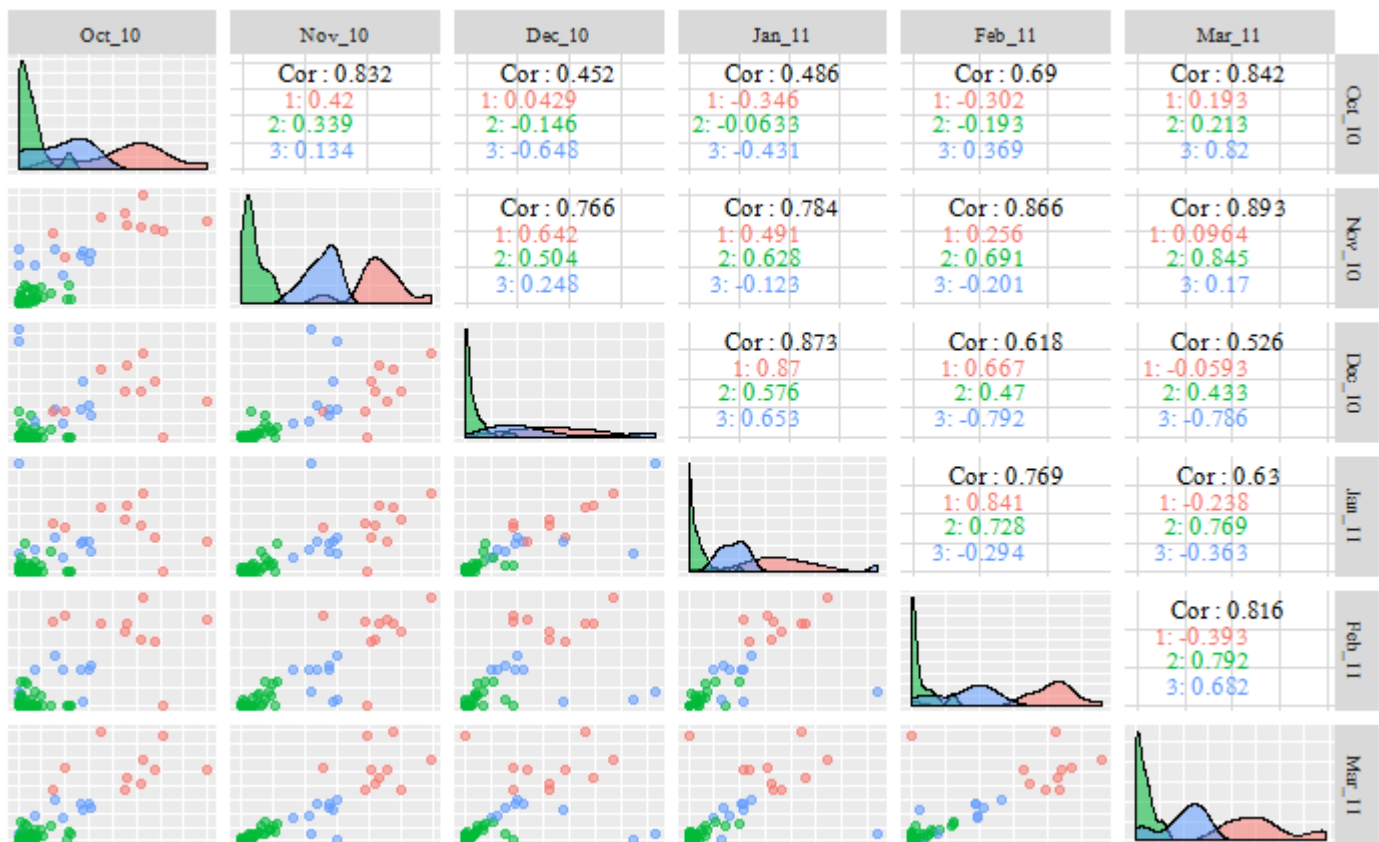 Oct_10 Nov_10 Dec_10 Jan_11 Feb_11 Mar_11
Cor : 0.832 Cor : 0.452 Cor : 0.486 Cor : 0.69 Cor : 0.842
1: 0.42 1: 0.0429 1: -0.346 1: -0.302 1: 0.193
2: 0.339 2: -0.146 2: -0.0633 2: -0.193 2: 0.213
3: 0.134 3: -0.648 3: -0.431 3: 0.369 3: 0.82
Oct_10
Cor : 0.766 Cor : 0.784 Cor : 0.866 Cor : 0.893
1: 0.642 1: 0.491 1: 0.256 1: 0.0964
2: 0.504 2: 0.628 2: 0.691 2: 0.845
3: 0.248 3: -0.123 3: -0.201 3: 0.17
Nov_10
Cor : 0.873 Cor : 0.618 Cor : 0.526
1: 0.87 1: 0.667 1: -0.0593
2: 0.576 2: 0.47 2: 0.433
3: 0.653 3: -0.792 3: -0.786
Dec_10
Cor : 0.769 Cor : 0.63
1: 0.841 1: -0.238
2: 0.728 2: 0.769
3: -0.294 3: -0.363
Jan_11
Cor : 0.816
1: -0.393
2: 0.792
3: 0.682
Feb_11
Mar_11